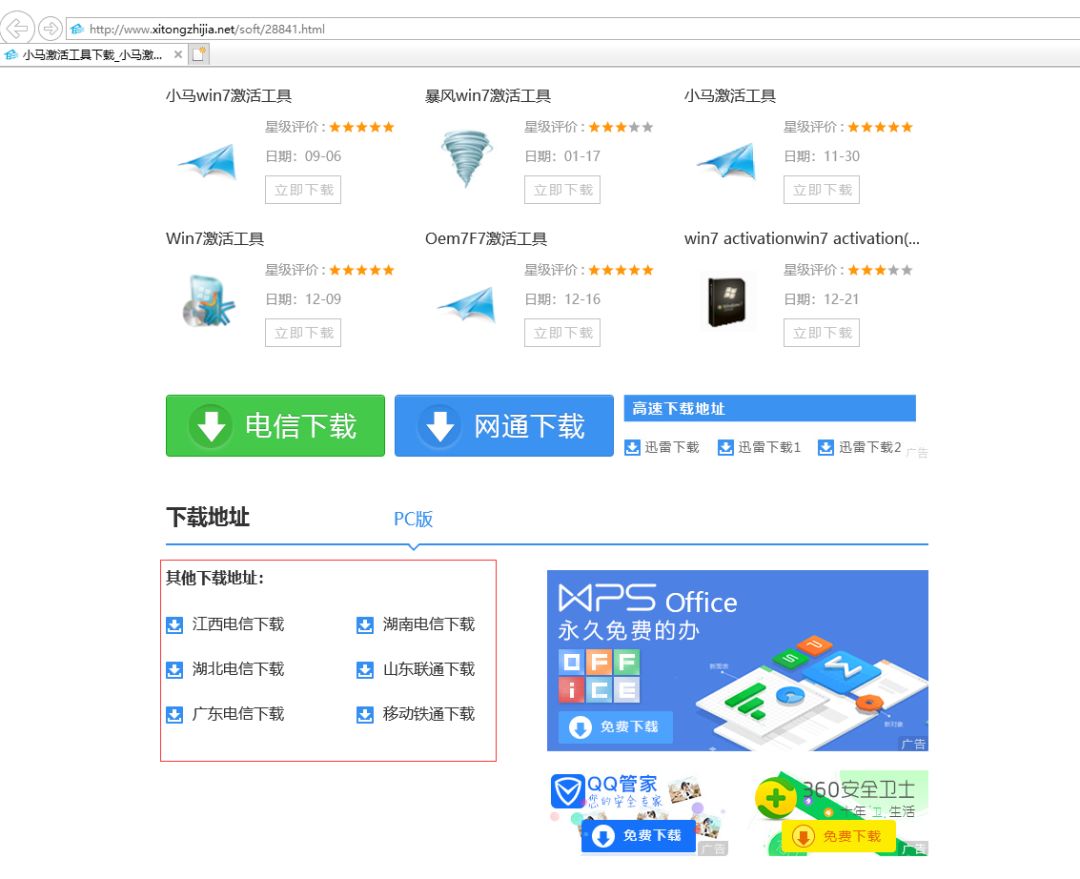 http://www.xitongzhijia.net/soft/28841.html
小马激活工具下载_小马激...
小马win7激活工具
暴风win7激活工具
小马激活工具
星级评价 :
星级评价 :
星级评价 :
日期：09-06
日期：01-17
日期：11-30
立即下载
立即下载
立即下载
Win7激活工具
Oem7F7激活工具
win7 activationwin7 activation(...
星级评价 :
星级评价 :
星级评价 :
日期：12-09
日期：12-16
日期：12-21
立即下载
立即下载
立即下载
电信下载
网通下载
高速下载地址
迅雷下载
迅雷下载1
迅雷下载2
广告
下载地址
PC版
其他下载地址：
江西电信下载
湖南电信下载
湖北电信下载
山东联通下载
广东电信下载
移动铁通下载
WPS Office
永久免费的办
OFF
iCE
免费下载
新图表
新对象
广告
QQ管家
您的安全专家
免费下载
广告
360安全卫士
十年卫生活
免费下载
广告